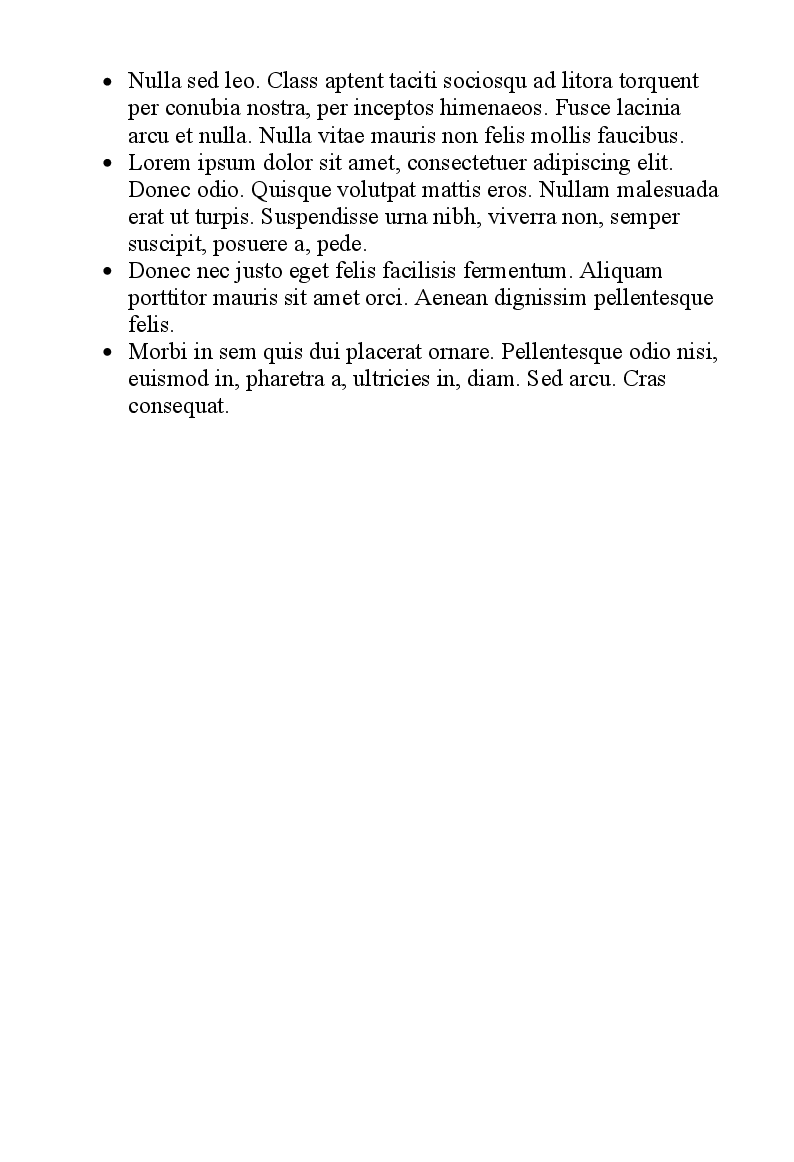 • Nulla sed leo. Class aptent taciti sociosqu ad litora torquent
per conubia nostra, per inceptos himenaeos. Fusce lacinia
arcu et nulla. Nulla vitae mauris non felis mollis faucibus.
• Lorem ipsum dolor sit amet, consectetuer adipiscing elit.
Donec odio. Quisque volutpat mattis eros. Nullam malesuada
erat ut turpis. Suspendisse urna nibh, viverra non, semper
suscipit, posuere a, pede.
• Donec nec justo eget felis facilisis fermentum. Aliquam
porttitor mauris sit amet orci. Aenean dignissim pellentesque
felis.
• Morbi in sem quis dui placerat ornare. Pellentesque odio nisi,
euismod in, pharetra a, ultricies in, diam. Sed arcu. Cras
consequat.